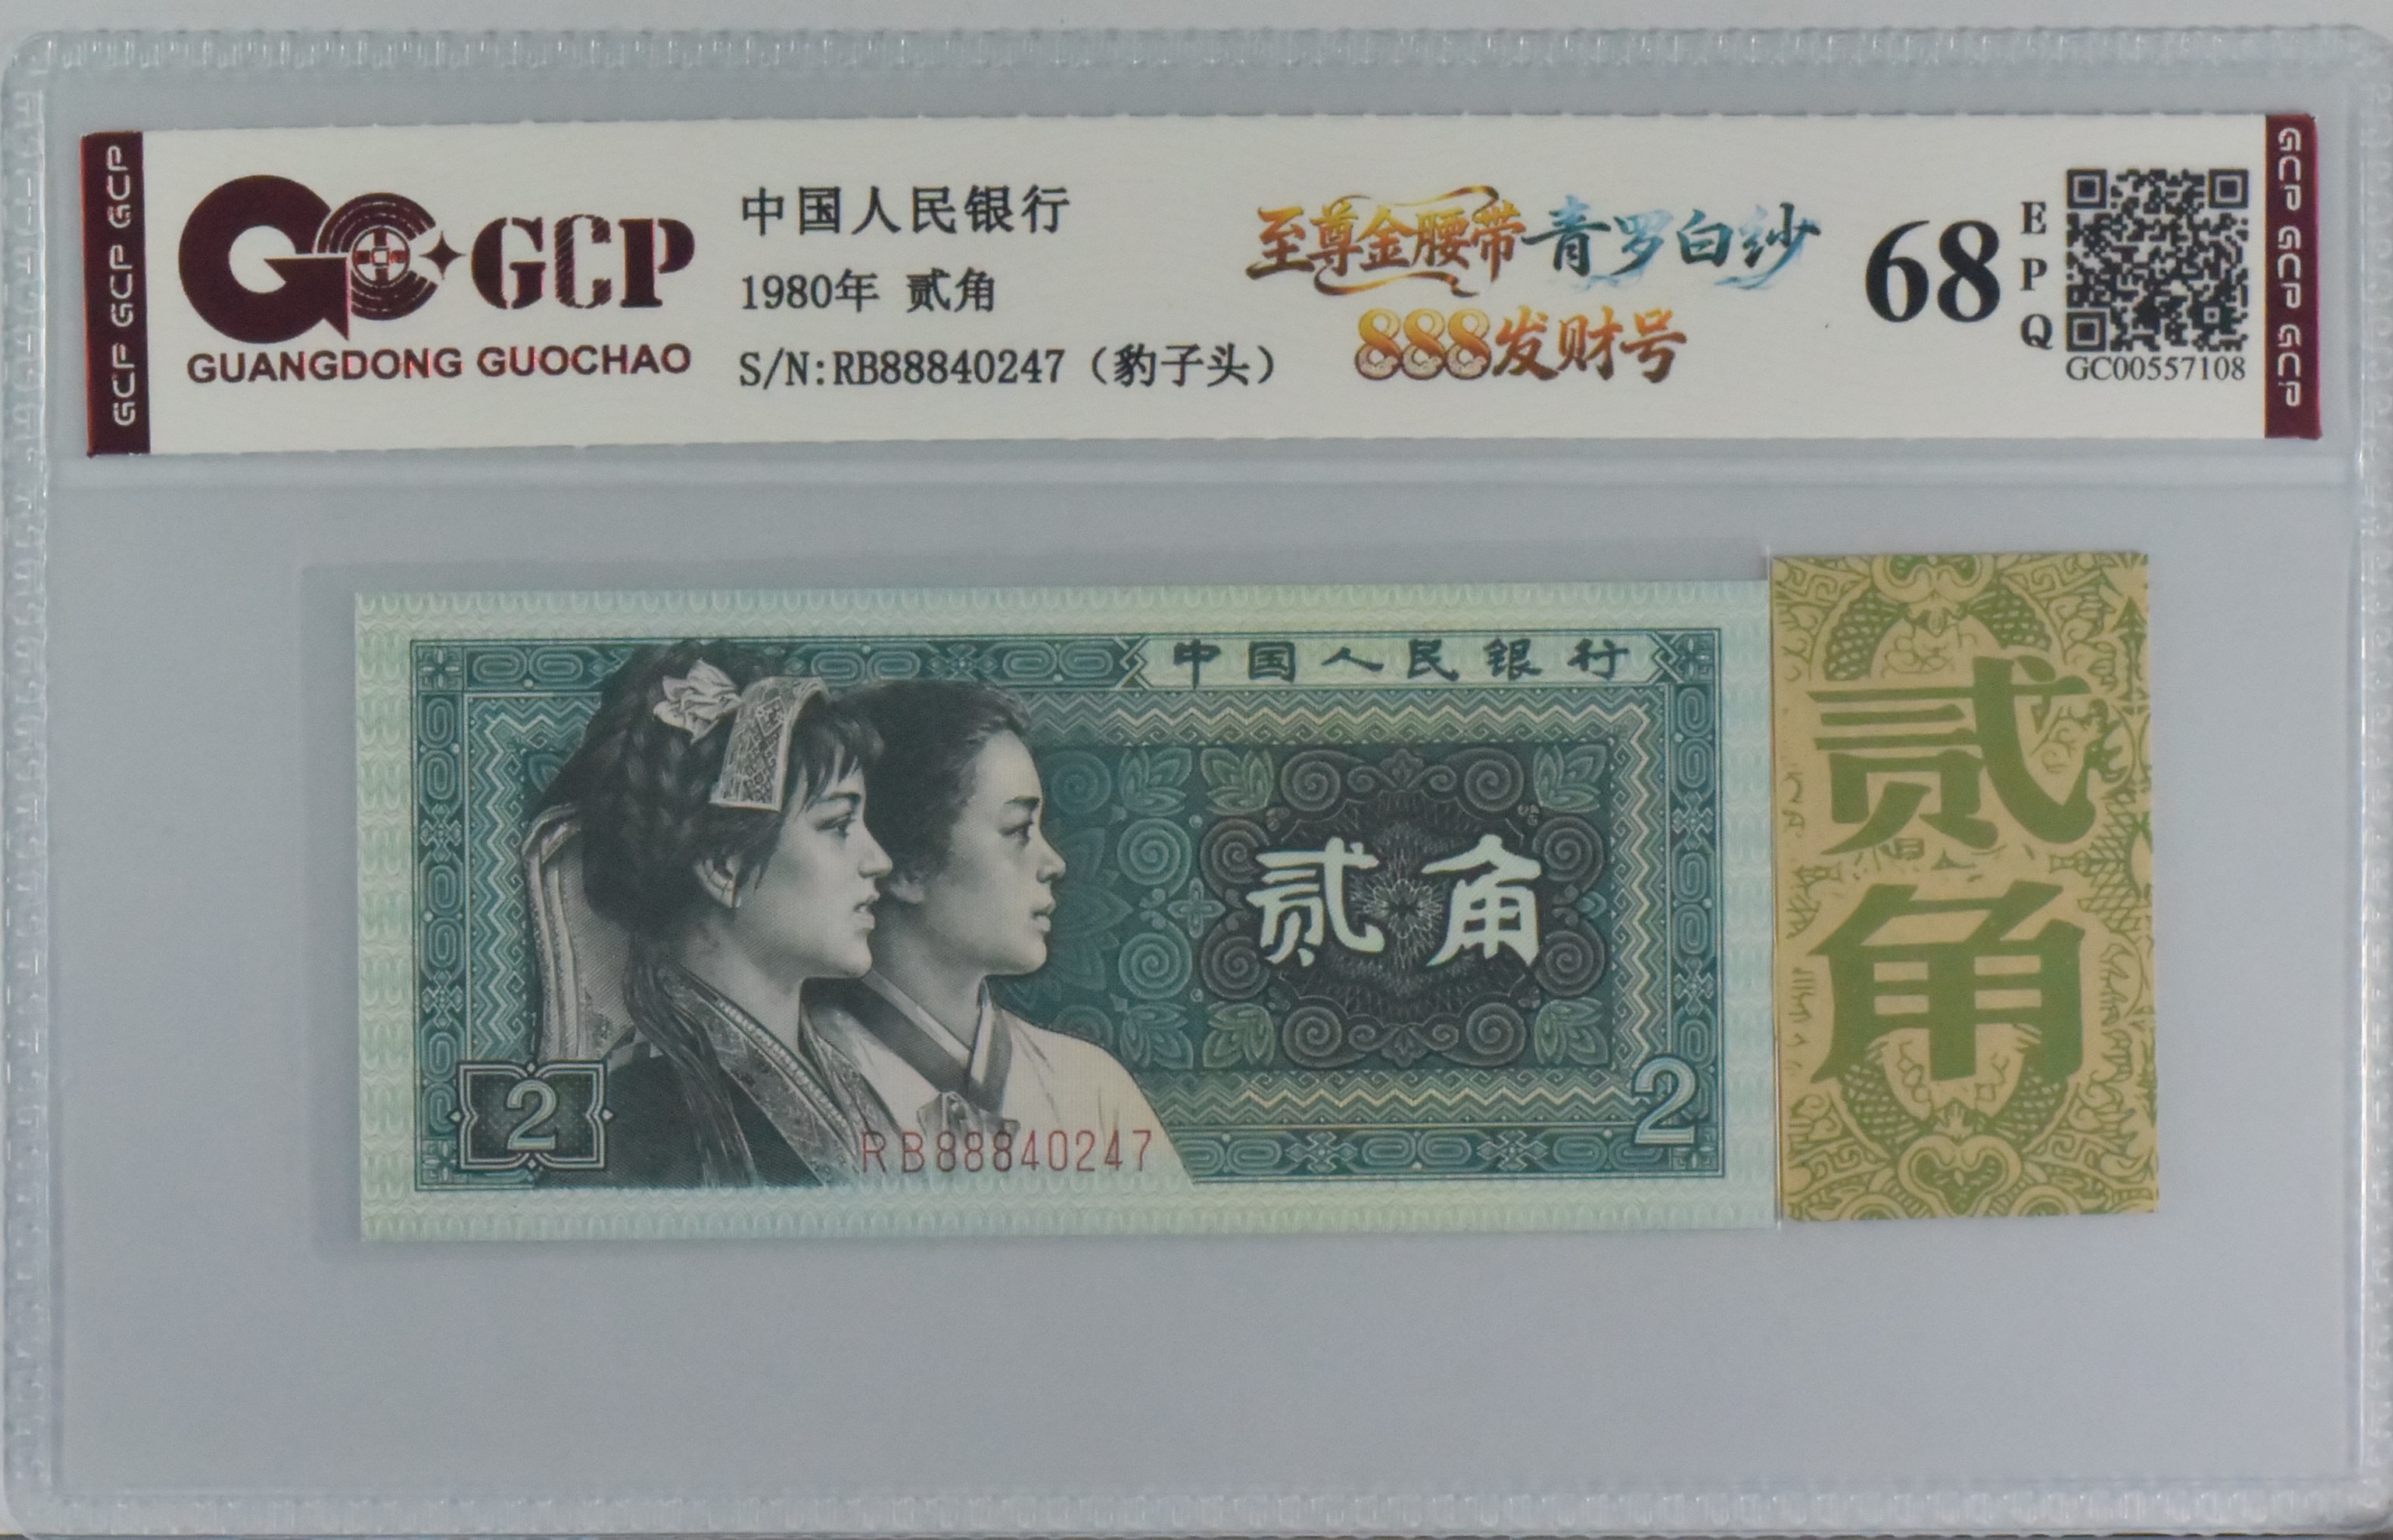 GCP GCP GCP
GCP
GUANGDONG GUOCHAO
中国人民银行
1980年 贰角
S/N:RB88840247（豹子头）
至尊金腰带 青罗白纱
888发财号
68
EPQ
GC00557108
GCP GCP GCP
中国人民银行
贰角
2
2
RB88840247
贰角